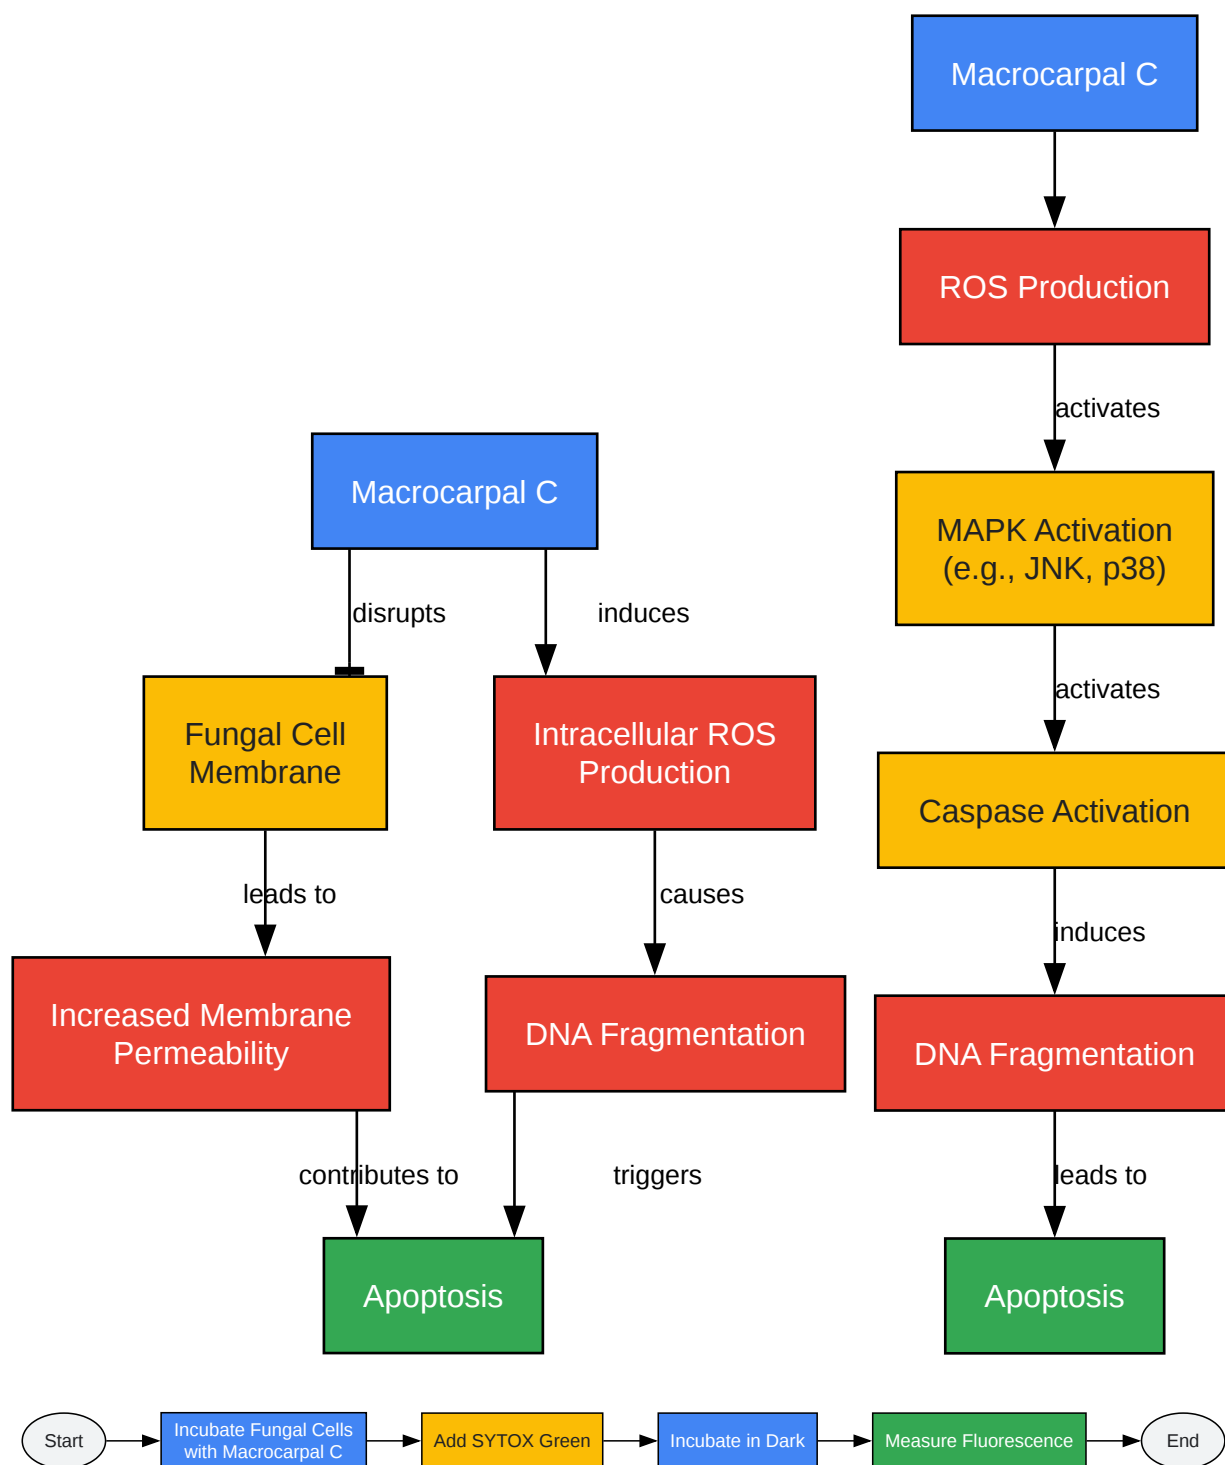 Macrocarpal C
disrupts
induces
Fungal Cell
Membrane
Intracellular ROS
Production
leads to
causes
Increased Membrane
Permeability
DNA Fragmentation
contributes to
triggers
Apoptosis
Macrocarpal C
ROS Production
activates
MAPK Activation
(e.g., JNK, p38)
activates
Caspase Activation
induces
DNA Fragmentation
leads to
Apoptosis
Start
Incubate Fungal Cells
with Macrocarpal C
Add SYTOX Green
Incubate in Dark
Measure Fluorescence
End